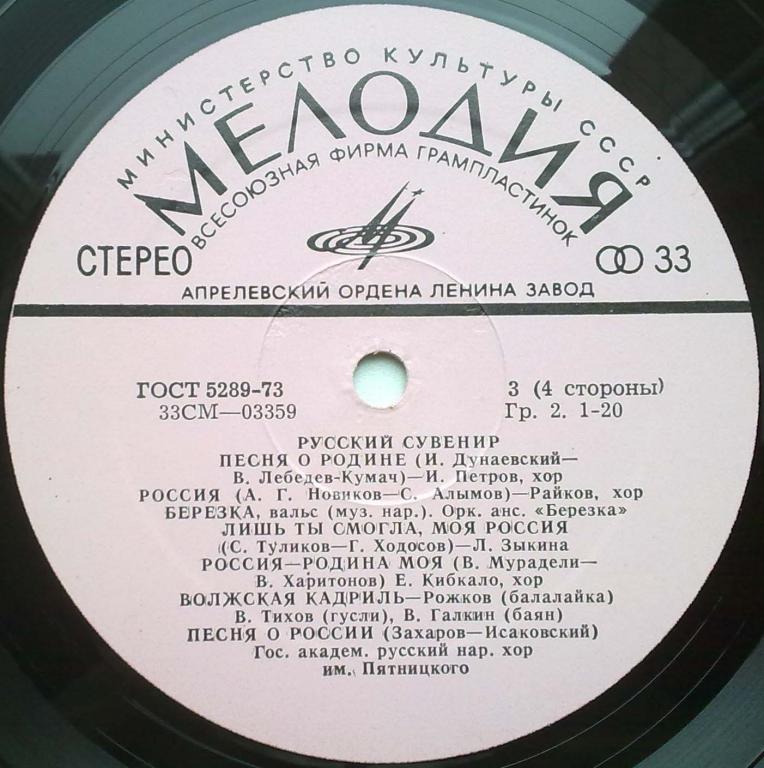 МИНИСТЕРСТВО КУЛЬТУРЫ СССР
МЕЛОДИЯ
ВСЕСОЮЗНАЯ ФИРМА ГРАМПЛАСТИНОК
СТЕРЕО
33
АПРЕЛЕВСКИЙ ОРДЕНА ЛЕНИНА ЗАВОД
ГОСТ 5289-73 3 (4 стороны)
33СМ—03359 Гр. 2. 1-20
РУССКИЙ СУВЕНИР
ПЕСНЯ О РОДИНЕ (И. Дунаевский—
В. Лебедев-Кумач)—И. Петров, хор
РОССИЯ (А. Г. Новиков—С. Алымов)—Райков, хор
БЕРЕЗКА, вальс (муз. нар.). Орк. анс. «Березка»
ЛИШЬ ТЫ СМОГЛА, МОЯ РОССИЯ
(С. Туликов—Г. Ходосов)—Л. Зыкина
РОССИЯ—РОДИНА МОЯ (В. Мурадели—
В. Харитонов) Е. Кибкало, хор
ВОЛЖСКАЯ КАДРИЛЬ—Рожков (балалайка)
В. Тихов (гусли), В. Галкин (баян)
ПЕСНЯ О РОССИИ (Захаров—Исаковский)
Гос. академ. русский нар. хор
им. Пятницкого